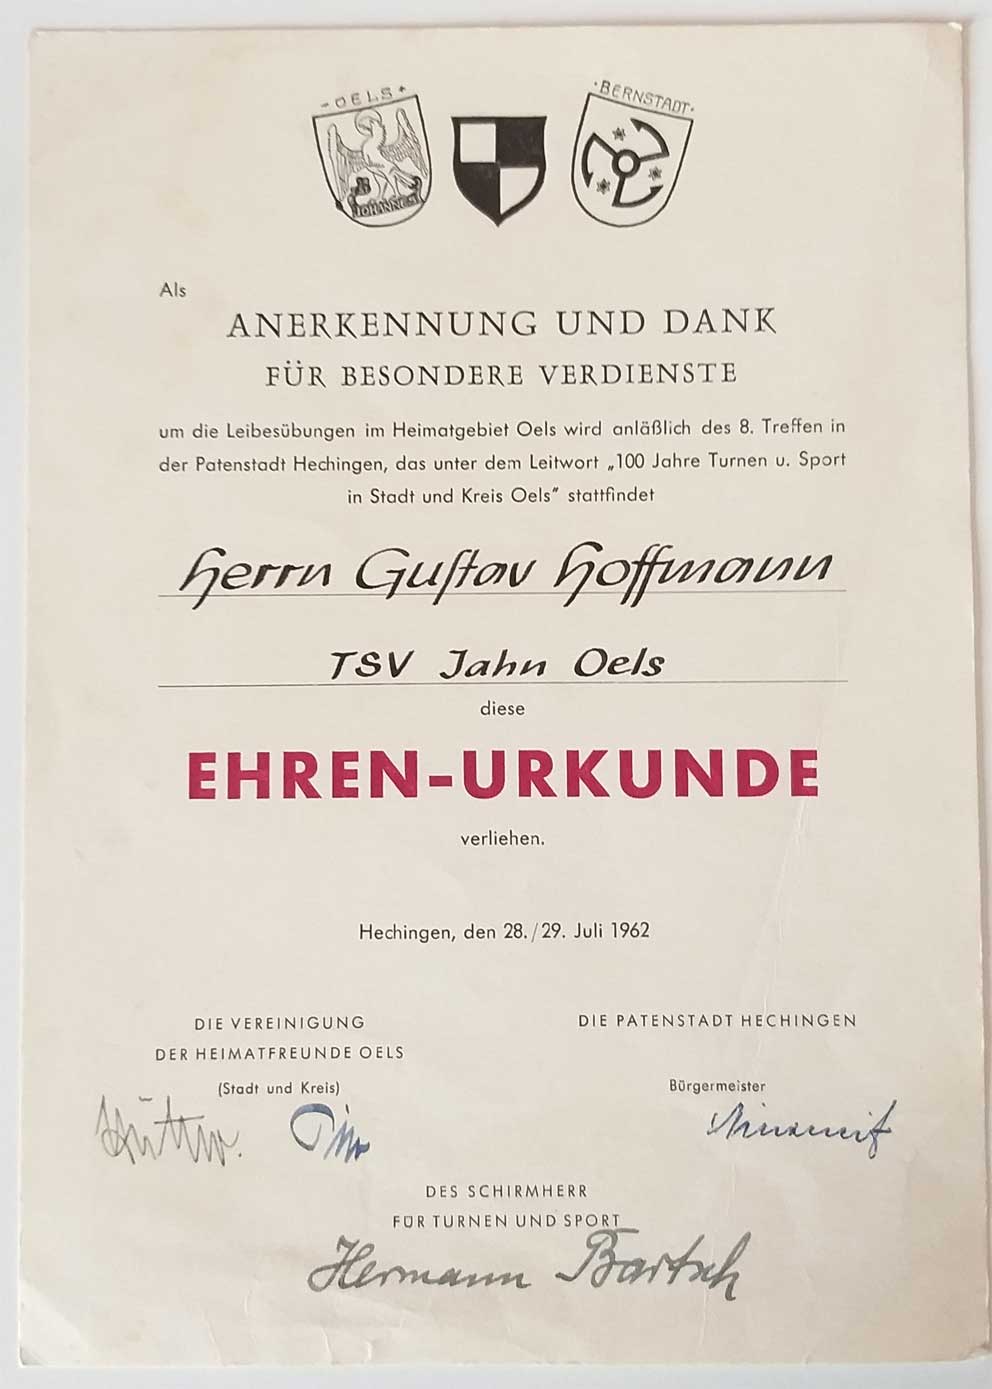 - OELS +
·BERNSTADT·
JOHANNES
Als
ANERKENNUNG UND DANK
FÜR BESONDERE VERDIENSTE
um die Leibesübungen im Heimatgebiet Oels wird anläßlich des 8. Treffen in
der Patenstadt Hechingen, das unter dem Leitwort „100 Jahre Turnen u. Sport
in Stadt und Kreis Oels" stattfindet
Herrn Gustav Hoffmann
TSV Jahn Oels
diese
EHREN-URKUNDE
verliehen.
Hechingen, den 28./29. Juli 1962
DIE VEREINIGUNG
DER HEIMATFREUNDE OELS
(Stadt und Kreis)
DIE PATENSTADT HECHINGEN
Bürgermeister
DES SCHIRMHERR
FÜR TURNEN UND SPORT
Hermann Bartsch